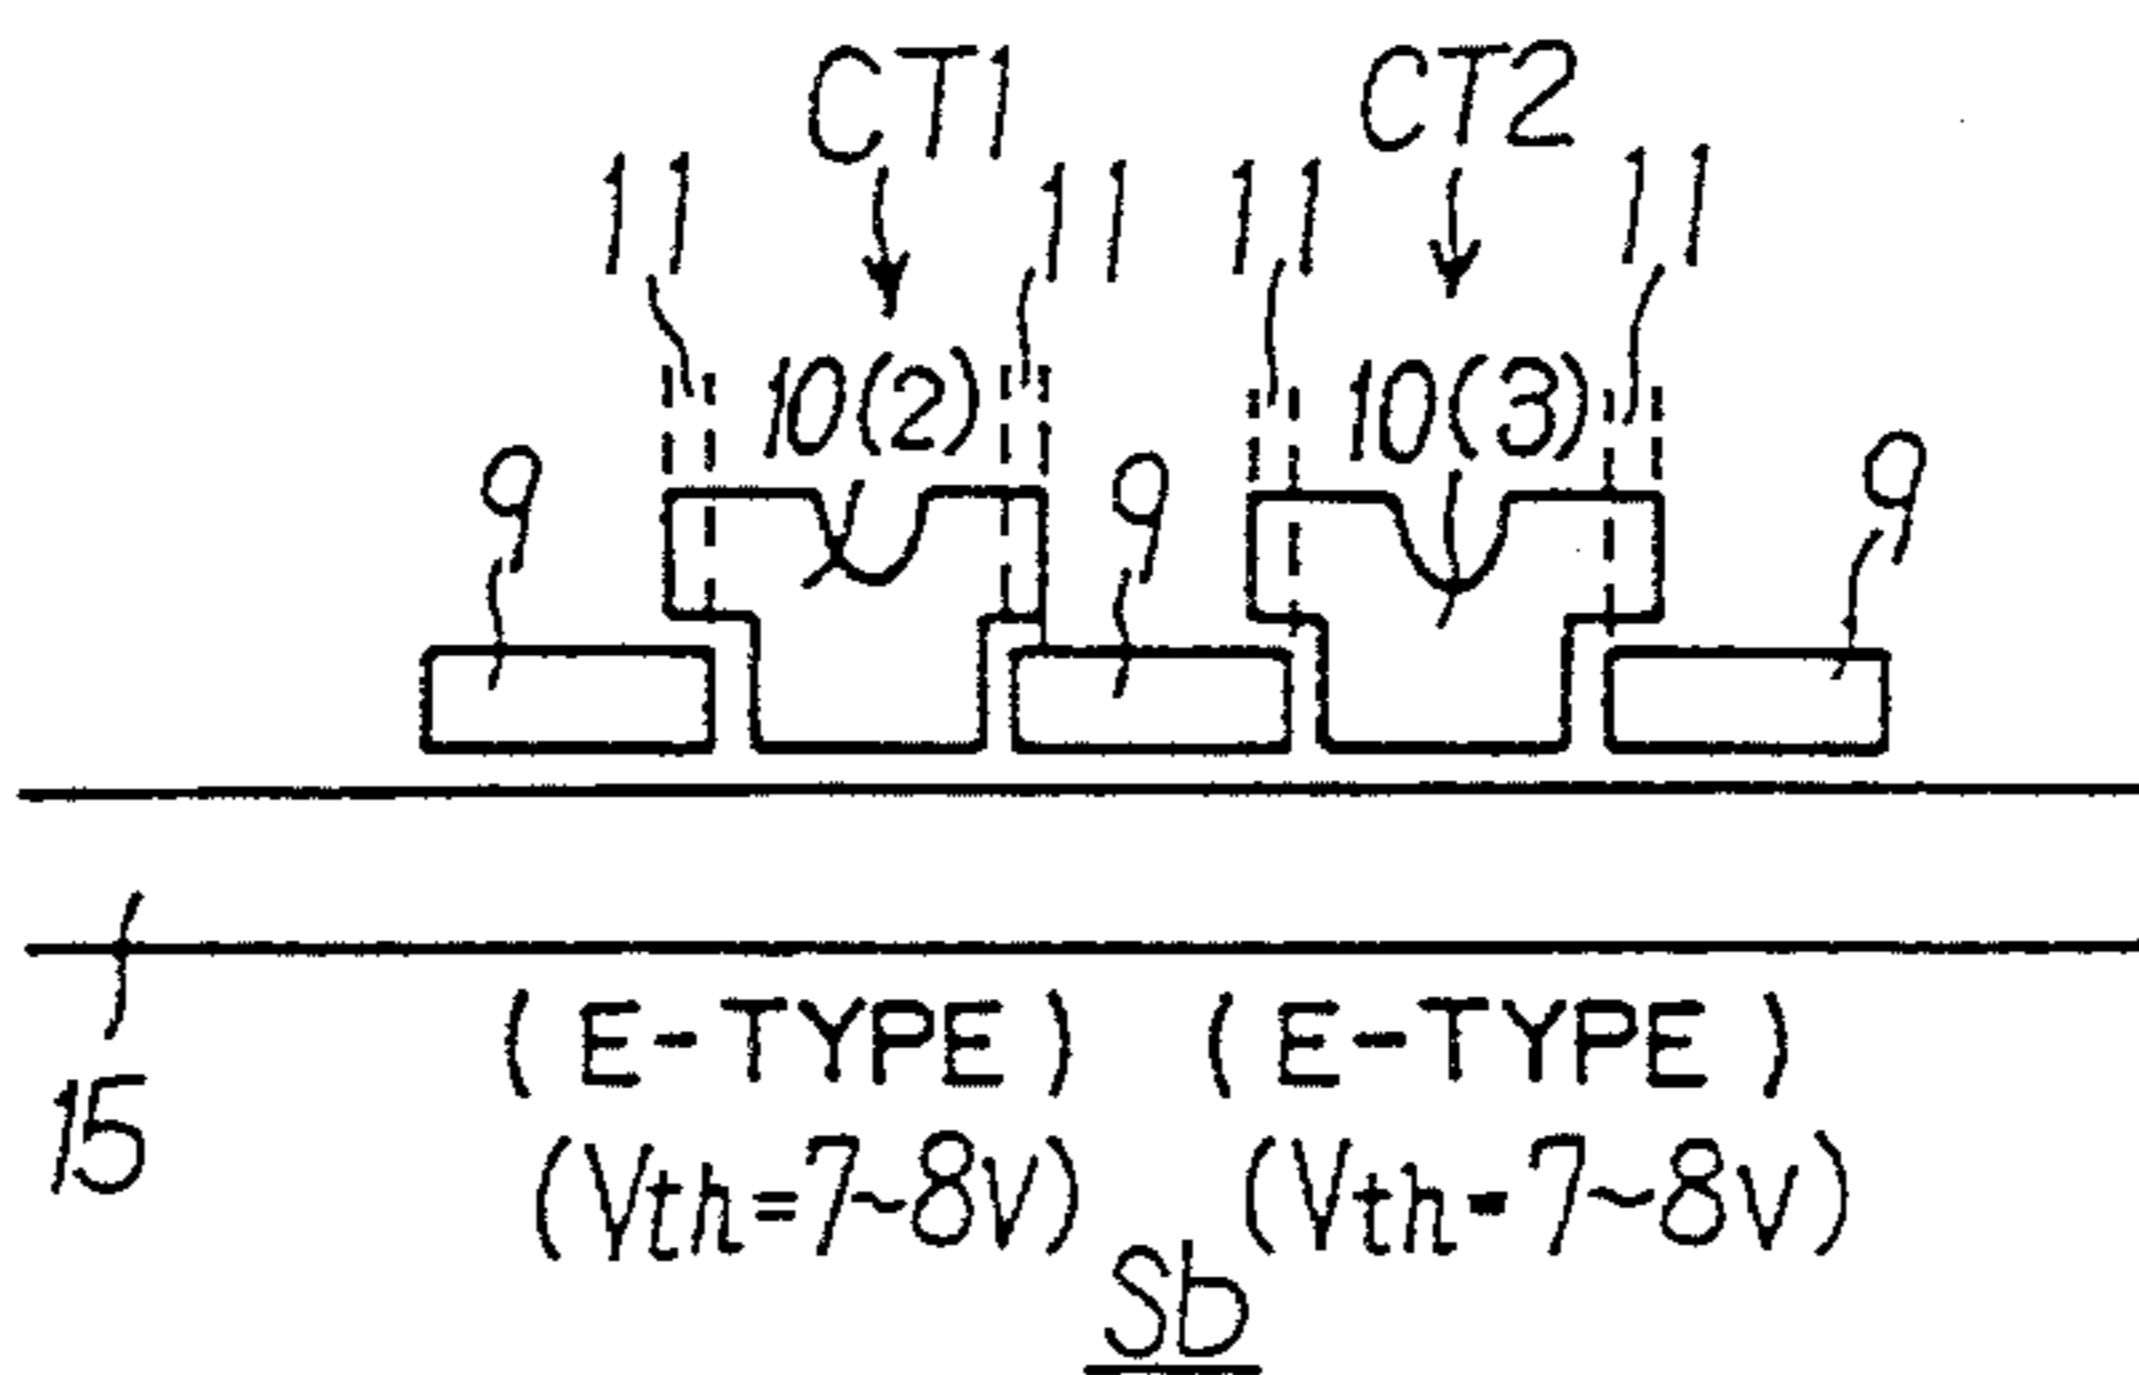 CT1 CT2
11 11 11 11
10(2) 10(3)
9 9 9
(E-TYPE) (E-TYPE)
15
(Vth=7~8V) (Vth=7~8V)
Sb